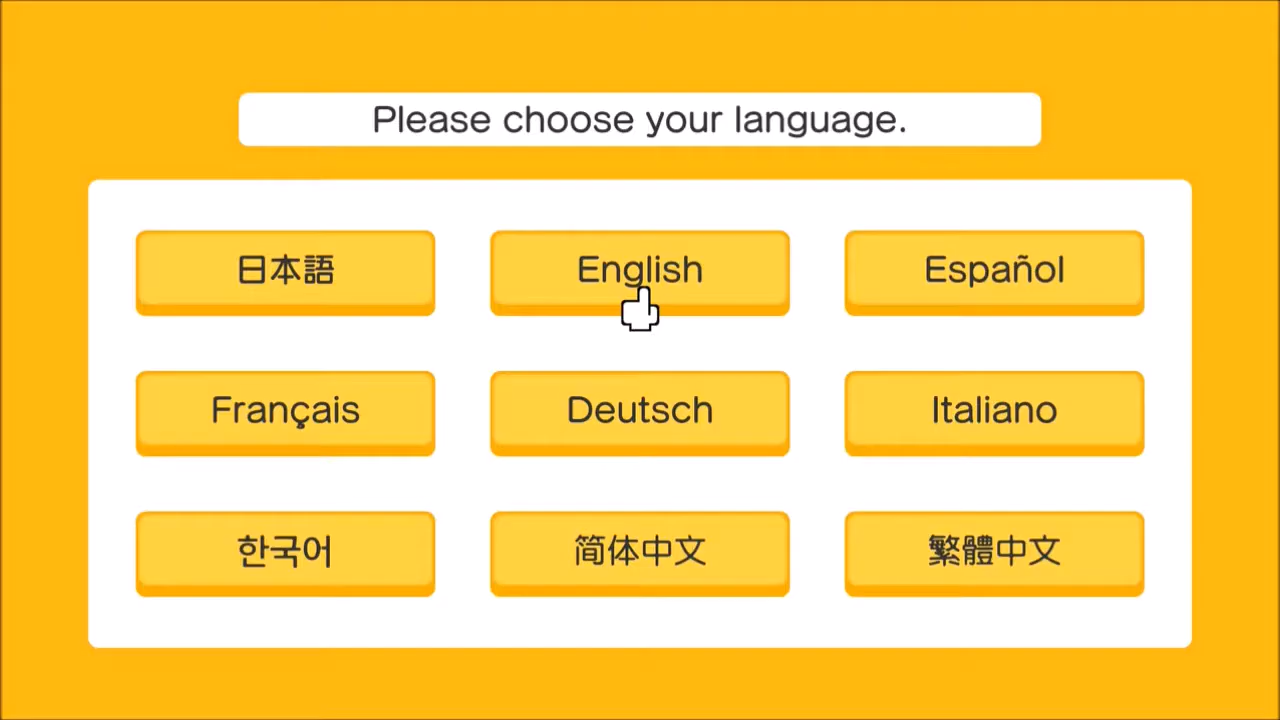 Please choose your language.
日本語
English
Español
Français
Deutsch
Italiano
한국어
简体中文
繁體中文